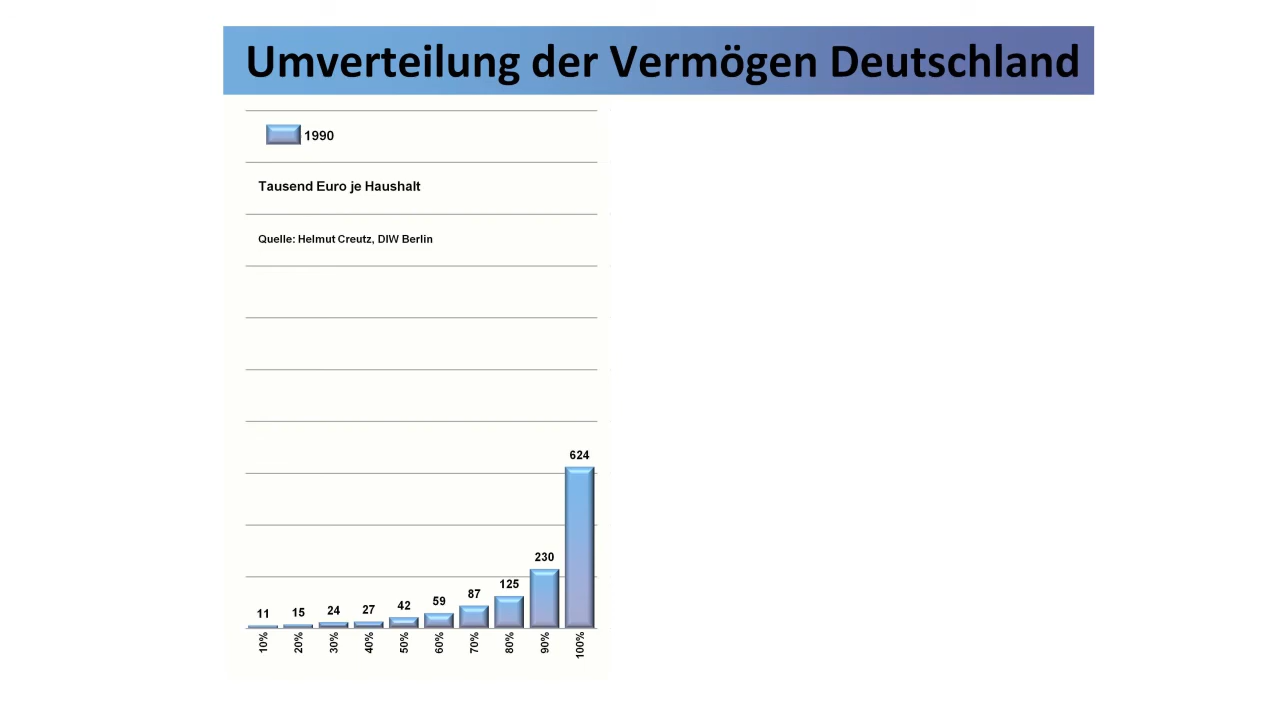 Umverteilung der Vermögen Deutschland
1990
Tausend Euro je Haushalt
Quelle: Helmut Creutz, DIW Berlin
624
230
125
87
59
42
27
24
15
11
10% 20% 30% 40% 50% 60% 70% 80% 90% 100%